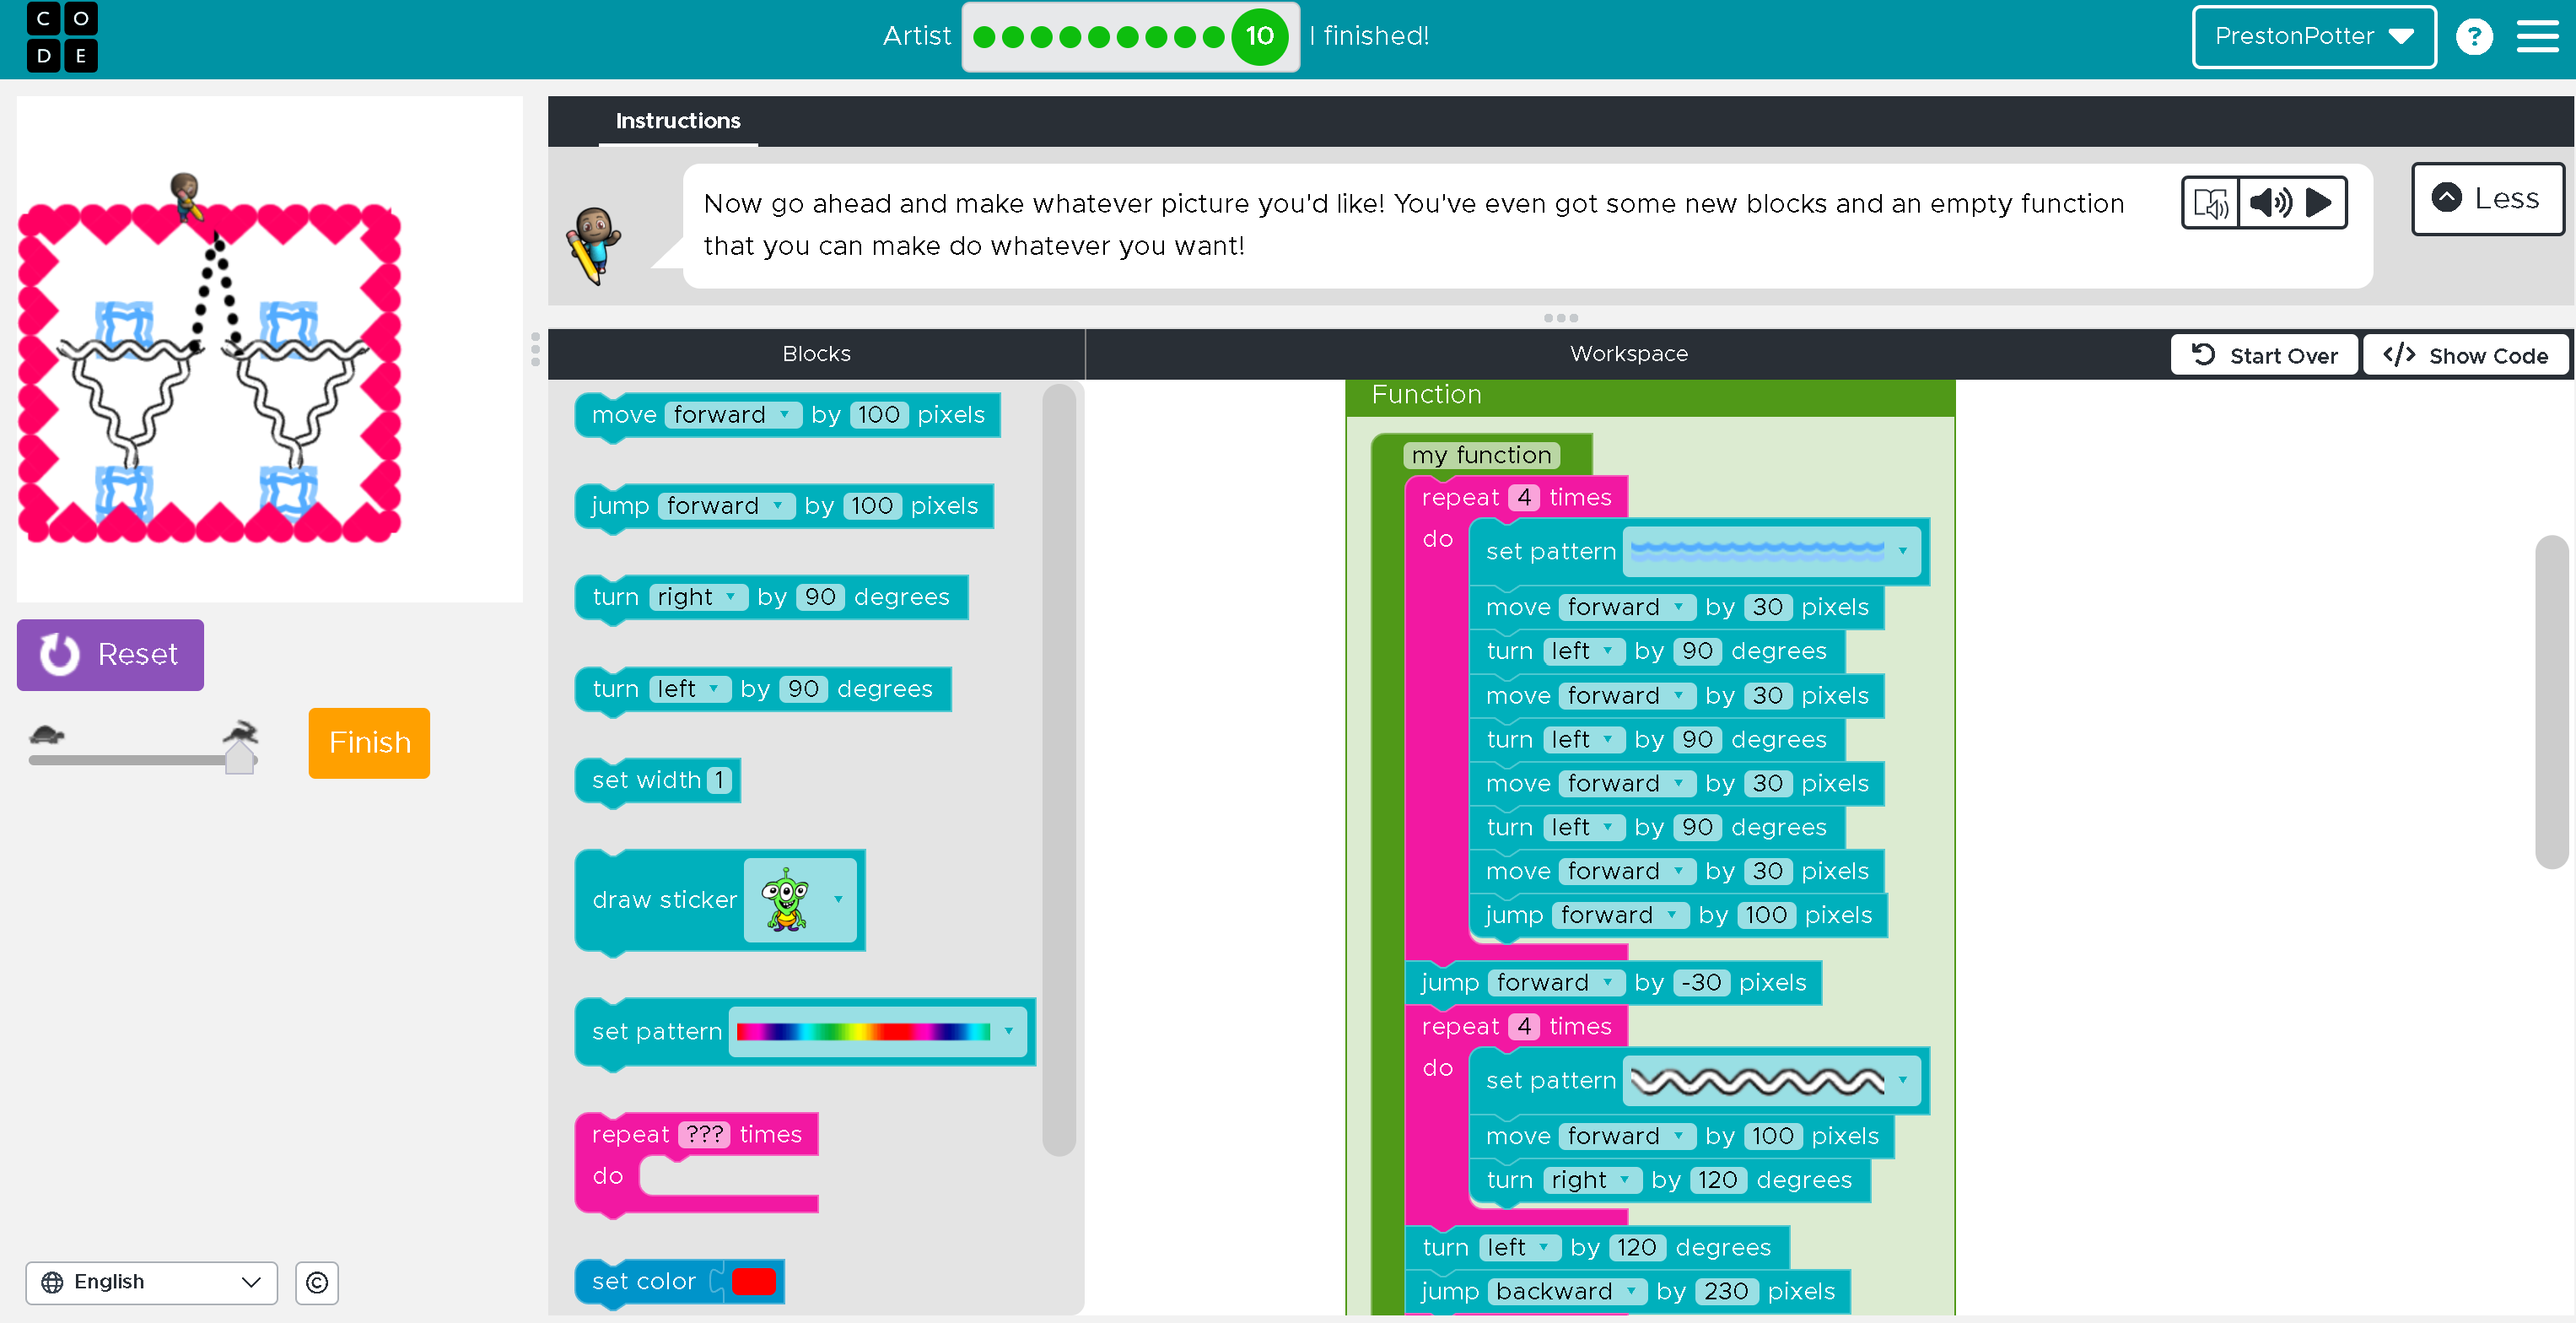 C O
D E
Artist
10
I finished!
PrestonPotter
?
Instructions
Now go ahead and make whatever picture you'd like! You've even got some new blocks and an empty function
that you can make do whatever you want!
Less
Blocks
Workspace
Start Over
</> Show Code
Reset
Finish
English
©
move forward by 100 pixels
jump forward by 100 pixels
turn right by 90 degrees
turn left by 90 degrees
set width 1
draw sticker
set pattern
repeat ??? times
do
set color
Function
my function
repeat 4 times
do
set pattern
move forward by 30 pixels
turn left by 90 degrees
move forward by 30 pixels
turn left by 90 degrees
move forward by 30 pixels
turn left by 90 degrees
move forward by 30 pixels
jump forward by 100 pixels
jump forward by -30 pixels
repeat 4 times
do
set pattern
move forward by 100 pixels
turn right by 120 degrees
turn left by 120 degrees
jump backward by 230 pixels